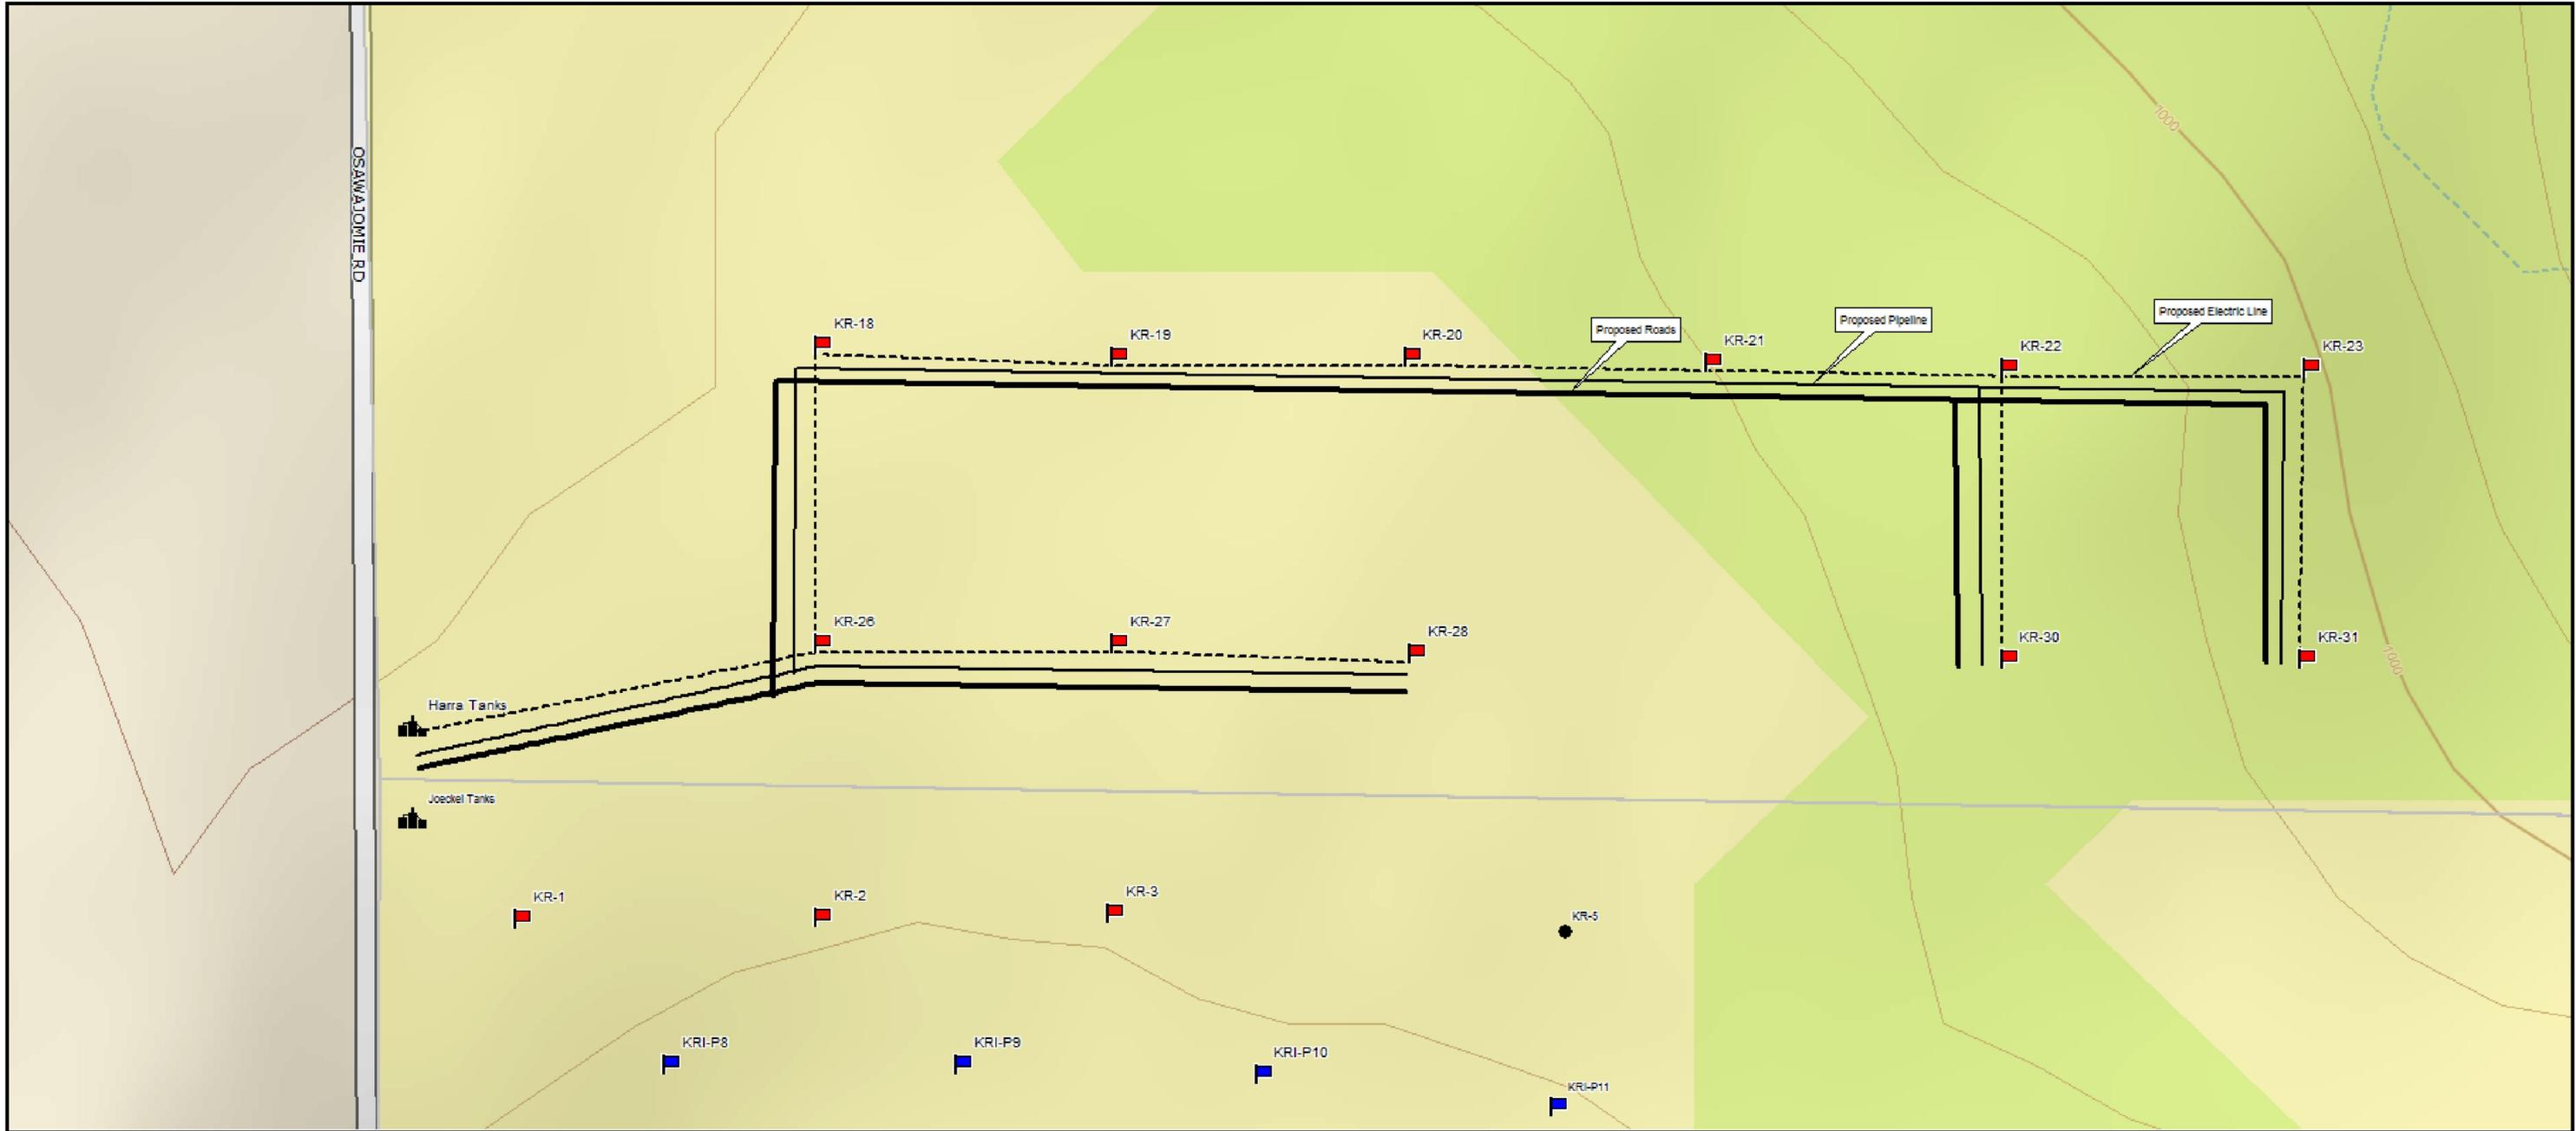 OSAWAJOMIE RD
1000
KR-18
KR-19
KR-20
Proposed Roads
Proposed Pipeline
Proposed Electric Line
KR-21
KR-22
KR-23
KR-26
KR-27
KR-28
KR-30
KR-31
1000
Harra Tanks
Joeckel Tanks
KR-1
KR-2
KR-3
KR-5
KRI-P8
KRI-P9
KRI-P10
KRI-P11